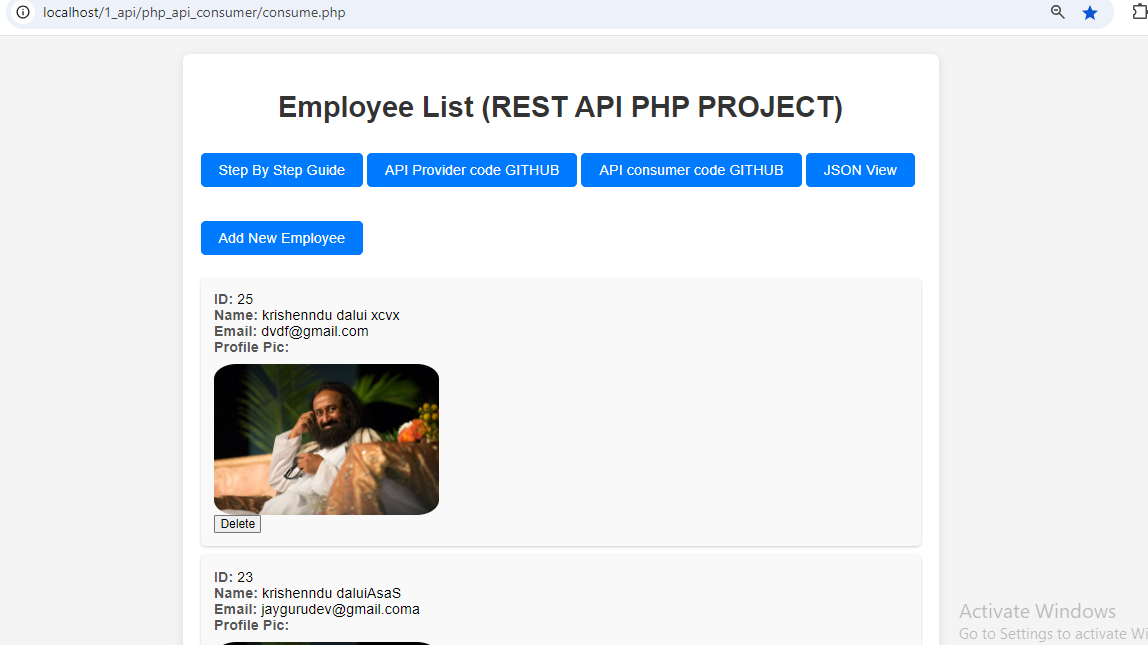 localhost/1_api/php_api_consumer/consume.php
Employee List (REST API PHP PROJECT)
Step By Step Guide API Provider code GITHUB API consumer code GITHUB JSON View
Add New Employee
ID: 25
Name: krishenndu dalui xcvx
Email: dvdf@gmail.com
Profile Pic:
Delete
ID: 23
Name: krishenndu daluiAsaS
Email: jaygurudev@gmail.coma
Profile Pic:
Activate Windows
Go to Settings to activate Wi